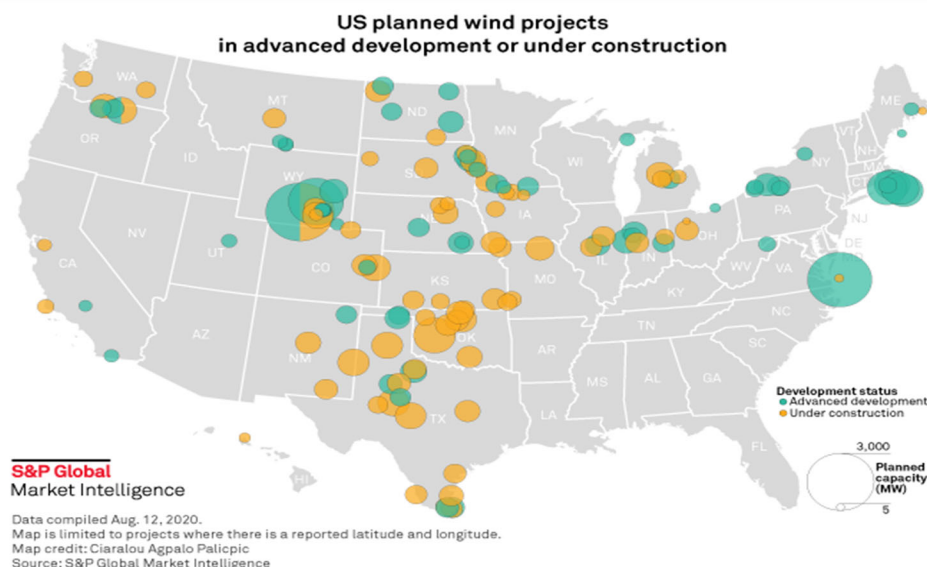 US planned wind projects
in advanced development or under construction
WA
MT
ND
MN
ME
OR
ID
WI
VT
NH
NY
MA
CT
WY
IA
PA
NJ
NV
UT
NE
IL
IN
OH
DE
CA
CO
KS
MO
WV
VA
KY
NC
TN
AZ
NM
OK
AR
SC
MS
AL
GA
TX
LA
FL
HI
Development status
Advanced development
Under construction
3,000
Planned
capacity
(MW)
5
S&P Global
Market Intelligence
Data compiled Aug. 12, 2020.
Map is limited to projects where there is a reported latitude and longitude.
Map credit: Ciaralou Agpalo Palicpic
Source: S&P Global Market Intelligence